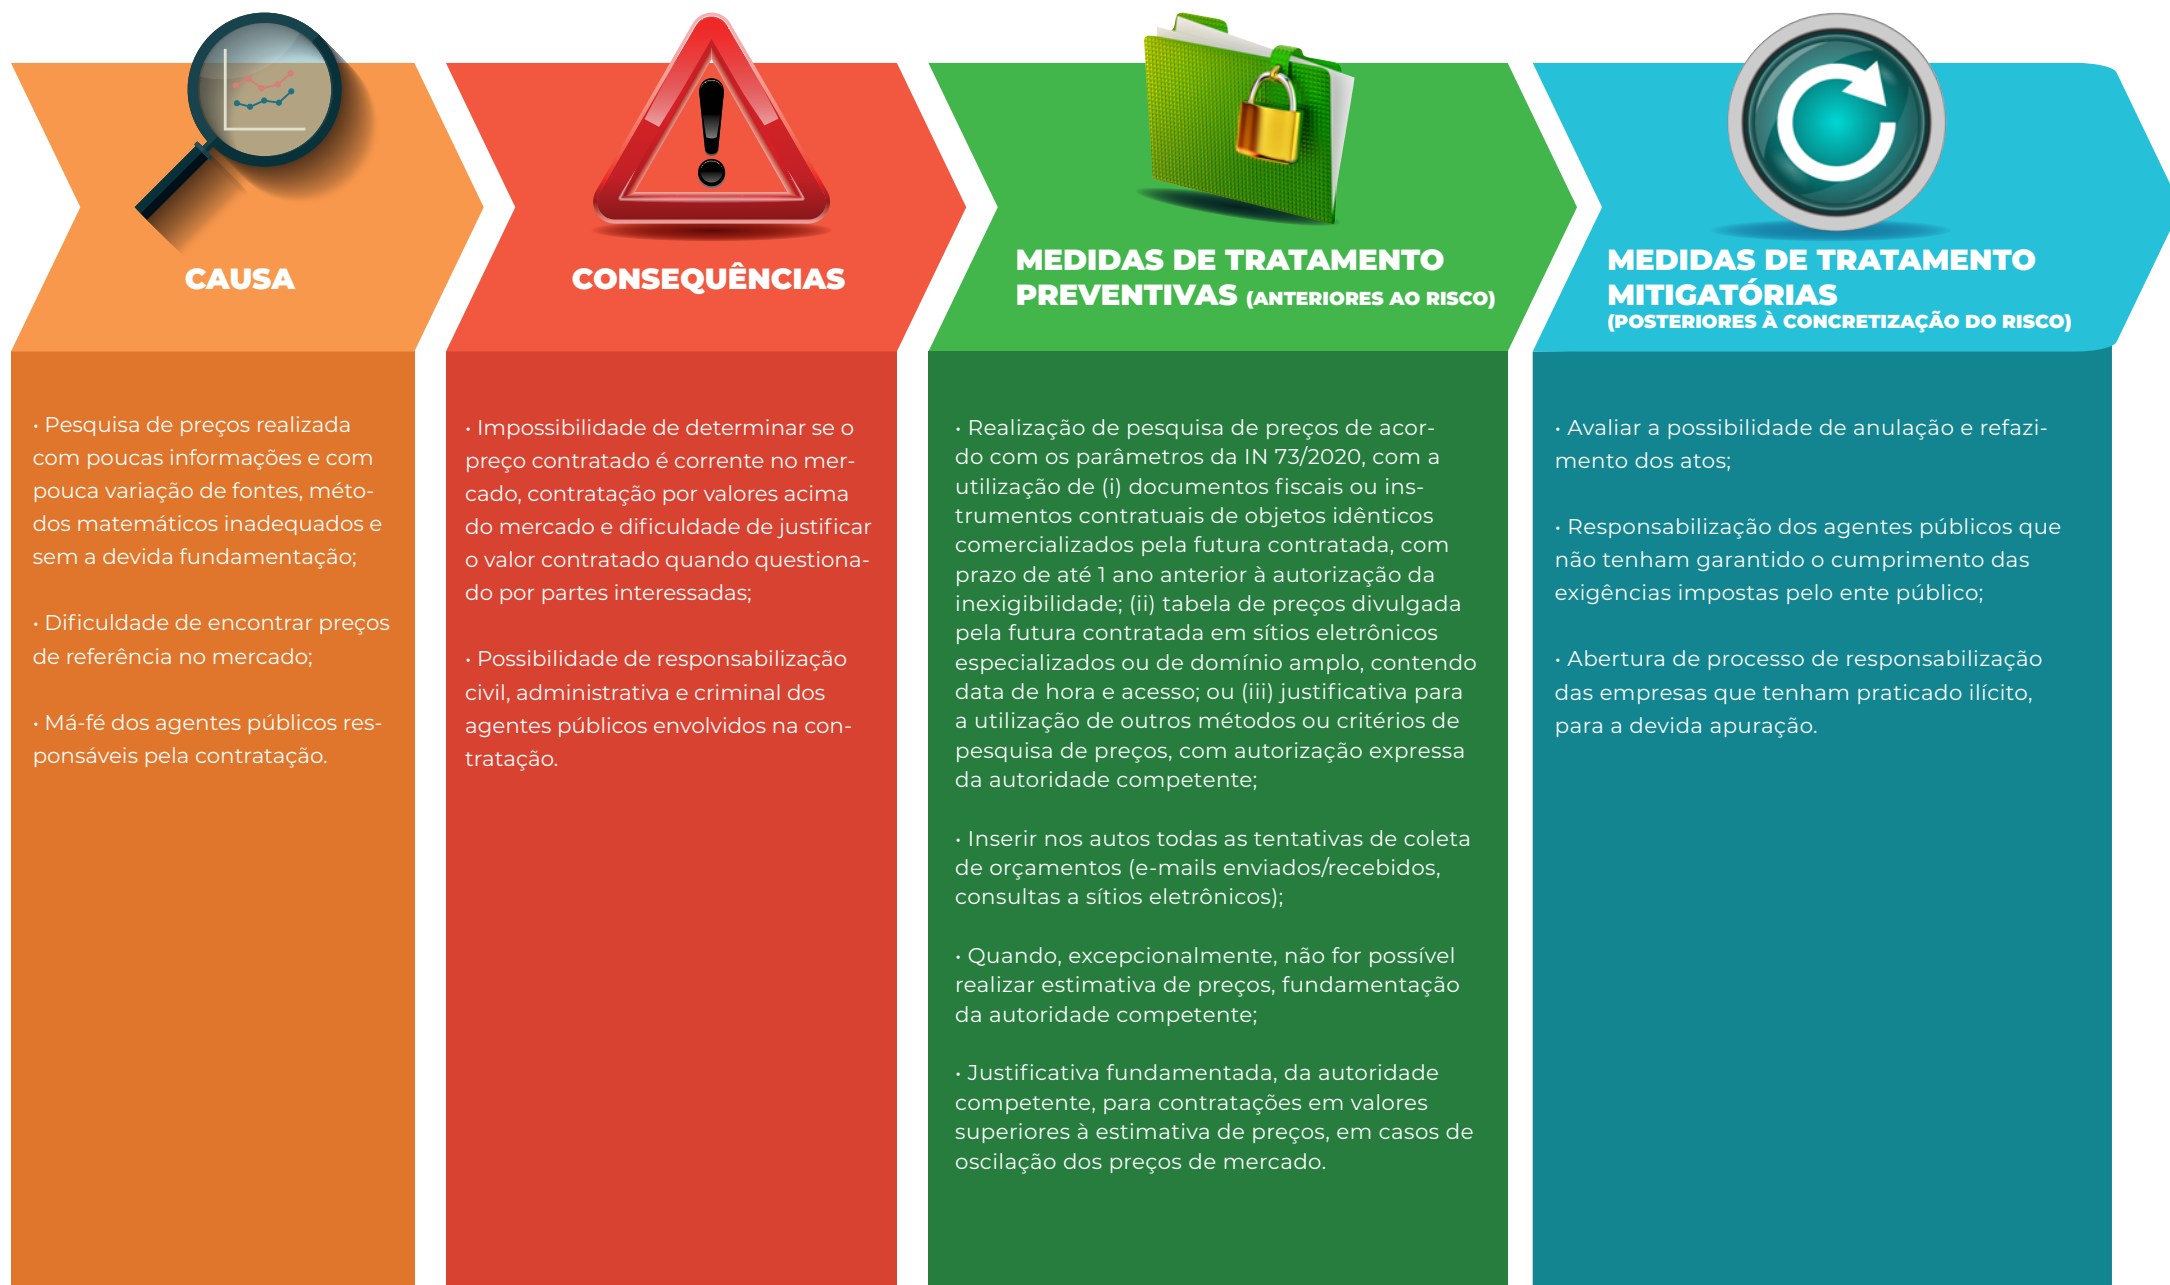 CAUSA
• Pesquisa de preços realizada
com poucas informações e com
pouca variação de fontes, méto-
dos matemáticos inadequados e
sem a devida fundamentação;
• Dificuldade de encontrar preços
de referência no mercado;
• Má-fé dos agentes públicos res-
ponsáveis pela contratação.
CONSEQUÊNCIAS
• Impossibilidade de determinar se o
preço contratado é corrente no mer-
cado, contratação por valores acima
do mercado e dificuldade de justificar
o valor contratado quando questiona-
do por partes interessadas;
• Possibilidade de responsabilização
civil, administrativa e criminal dos
agentes públicos envolvidos na con-
tratação.
MEDIDAS DE TRATAMENTO
PREVENTIVAS (ANTERIORES AO RISCO)
• Realização de pesquisa de preços de acor-
do com os parâmetros da IN 73/2020, com a
utilização de (i) documentos fiscais ou ins-
trumentos contratuais de objetos idênticos
comercializados pela futura contratada, com
prazo de até 1 ano anterior à autorização da
inexigibilidade; (ii) tabela de preços divulgada
pela futura contratada em sítios eletrônicos
especializados ou de domínio amplo, contendo
data de hora e acesso; ou (iii) justificativa para
a utilização de outros métodos ou critérios de
pesquisa de preços, com autorização expressa
da autoridade competente;
• Inserir nos autos todas as tentativas de coleta
de orçamentos (e-mails enviados/recebidos,
consultas a sítios eletrônicos);
• Quando, excepcionalmente, não for possível
realizar estimativa de preços, fundamentação
da autoridade competente;
• Justificativa fundamentada, da autoridade
competente, para contratações em valores
superiores à estimativa de preços, em casos de
oscilação dos preços de mercado.
MEDIDAS DE TRATAMENTO
MITIGATÓRIAS
(POSTERIORES À CONCRETIZAÇÃO DO RISCO)
• Avaliar a possibilidade de anulação e refazi-
mento dos atos;
• Responsabilização dos agentes públicos que
não tenham garantido o cumprimento das
exigências impostas pelo ente público;
• Abertura de processo de responsabilização
das empresas que tenham praticado ilícito,
para a devida apuração.